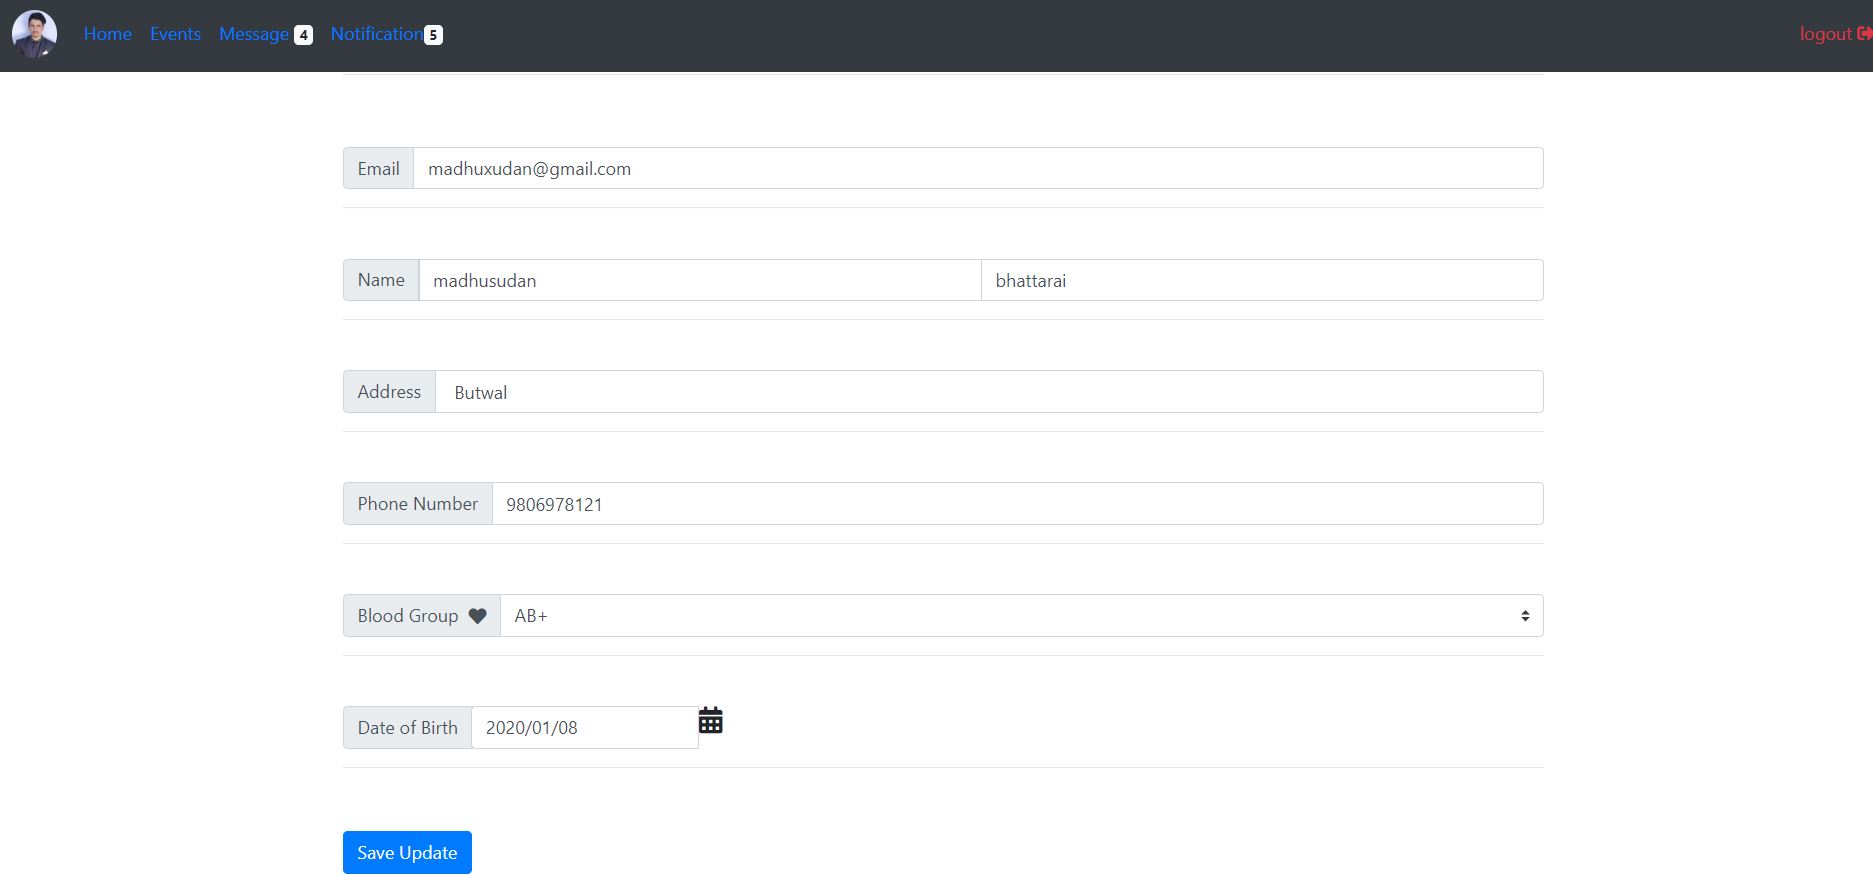 Home Events Message 4 Notification 5 logout
Email madhuxudan@gmail.com
Name madhusudan bhattarai
Address Butwal
Phone Number 9806978121
Blood Group AB+
Date of Birth 2020/01/08
Save Update